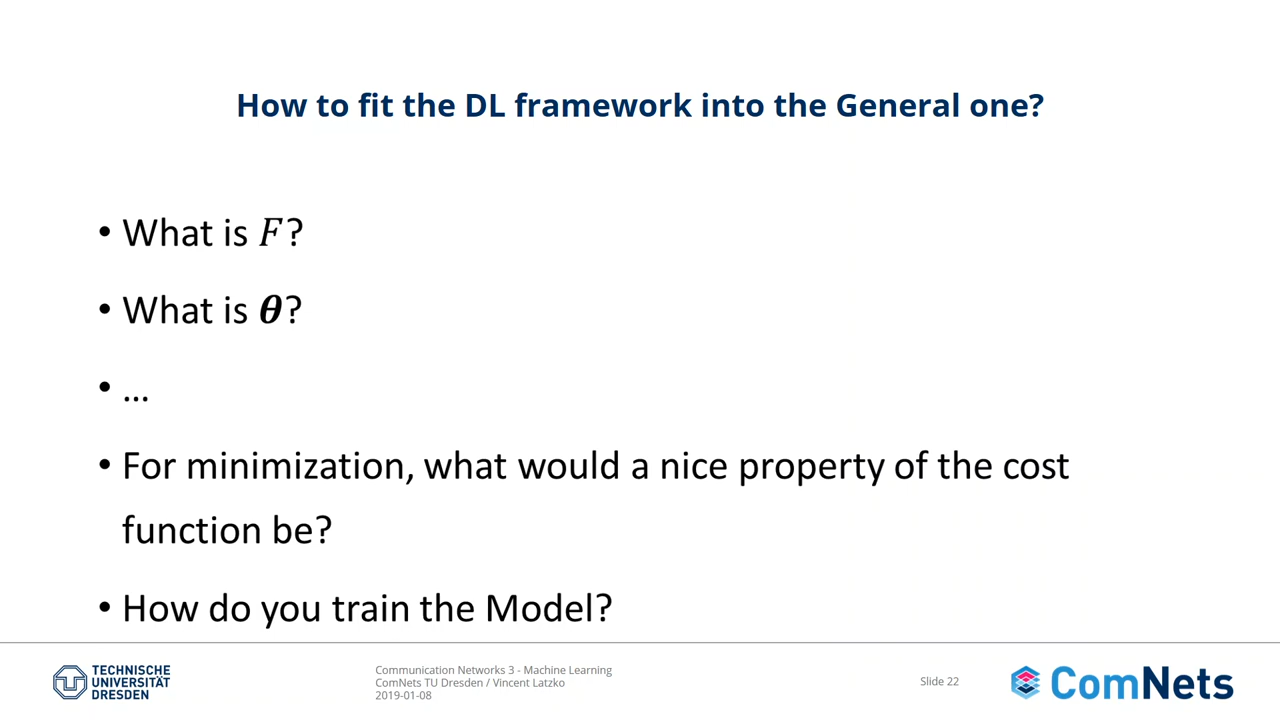 How to fit the DL framework into the General one?
• What is F?
• What is θ?
• ...
• For minimization, what would a nice property of the cost
function be?
• How do you train the Model?
TECHNISCHE
UNIVERSITÄT
DRESDEN
Communication Networks 3 - Machine Learning
ComNets TU Dresden / Vincent Latzko
2019-01-08
Slide 22
ComNets